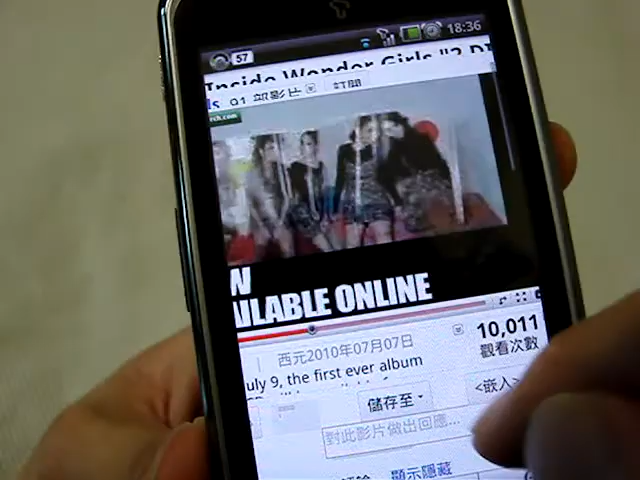 57 18:36
Inside Wonder Girls "2 DI
ls 91 部影片 訂閱
rch.com
W
AILABLE ONLINE
西元2010年07月07日
10,011
觀看次數
uly 9, the first ever album
儲存至
<嵌入>
對此影片做出回應...
顯示隱藏